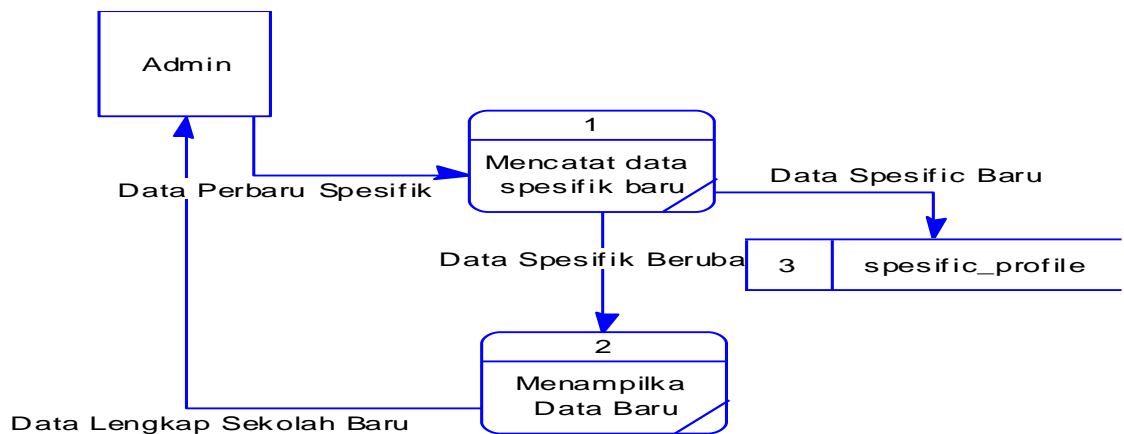 Admin
1
Mencatat data
spesifik baru
Data Perbaru Spesifik
Data Spesific Baru
Data Spesifik Beruba
3
spesific_profile
2
Menampilka
Data Baru
Data Lengkap Sekolah Baru